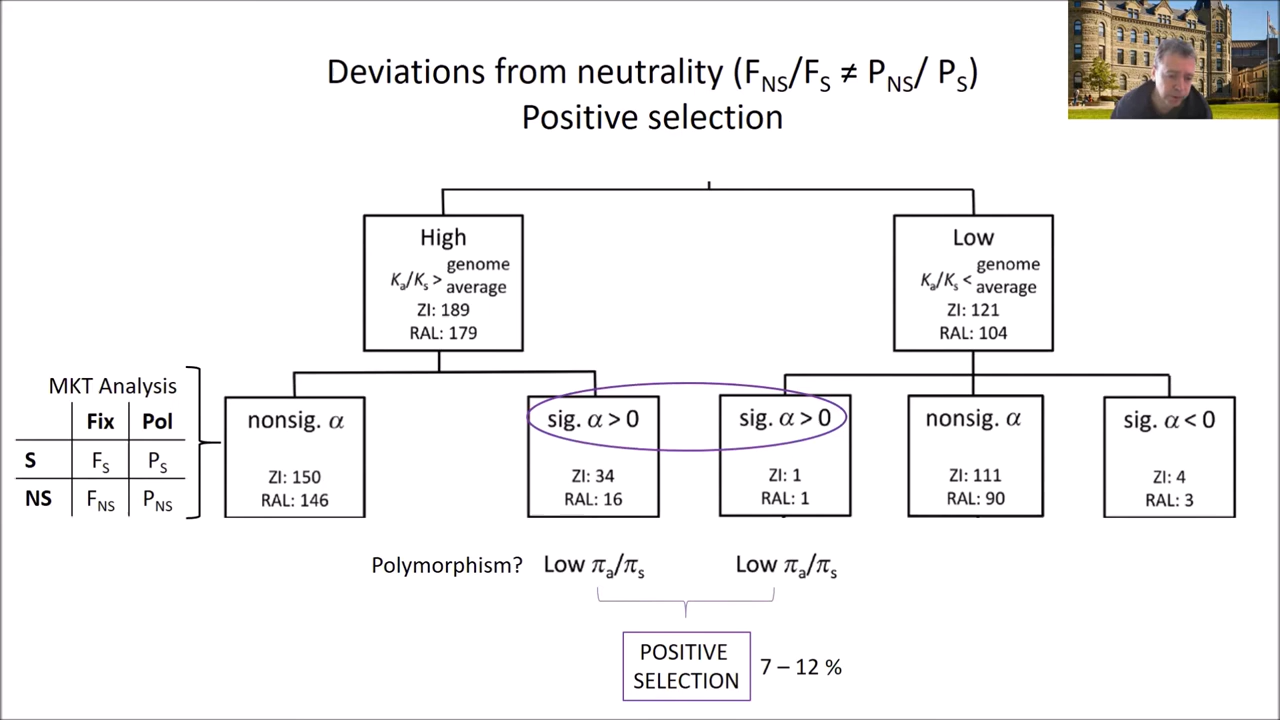 Deviations from neutrality (FNS/FS ≠ PNS/ PS)
Positive selection
High
Ka/Ks > genome average
ZI: 189
RAL: 179
Low
Ka/Ks < genome average
ZI: 121
RAL: 104
MKT Analysis
Fix Pol
S FS PS
NS FNS PNS
nonsig. α
ZI: 150
RAL: 146
sig. α > 0
ZI: 34
RAL: 16
sig. α > 0
ZI: 1
RAL: 1
nonsig. α
ZI: 111
RAL: 90
sig. α < 0
ZI: 4
RAL: 3
Polymorphism? Low πa/πs Low πa/πs
POSITIVE
SELECTION
7 – 12 %